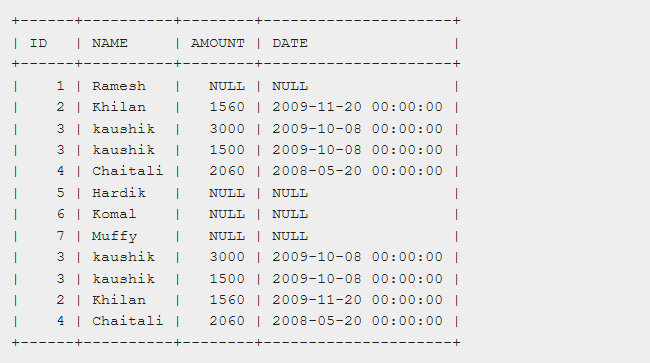 +------+----------+--------+---------------------+
| ID   | NAME     | AMOUNT | DATE                |
+------+----------+--------+---------------------+
|    1 | Ramesh   |   NULL | NULL                |
|    2 | Khilan   |   1560 | 2009-11-20 00:00:00 |
|    3 | kaushik  |   3000 | 2009-10-08 00:00:00 |
|    3 | kaushik  |   1500 | 2009-10-08 00:00:00 |
|    4 | Chaitali |   2060 | 2008-05-20 00:00:00 |
|    5 | Hardik   |   NULL | NULL                |
|    6 | Komal    |   NULL | NULL                |
|    7 | Muffy    |   NULL | NULL                |
|    3 | kaushik  |   3000 | 2009-10-08 00:00:00 |
|    3 | kaushik  |   1500 | 2009-10-08 00:00:00 |
|    2 | Khilan   |   1560 | 2009-11-20 00:00:00 |
|    4 | Chaitali |   2060 | 2008-05-20 00:00:00 |
+------+----------+--------+---------------------+